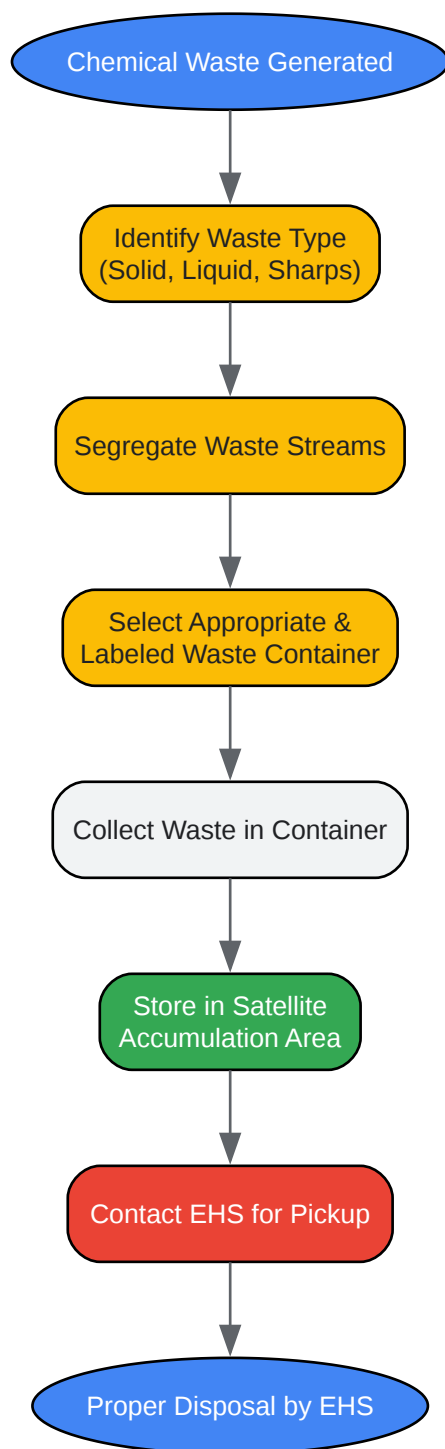 Chemical Waste Generated
Identify Waste Type
(Solid, Liquid, Sharps)
Segregate Waste Streams
Select Appropriate &
Labeled Waste Container
Collect Waste in Container
Store in Satellite
Accumulation Area
Contact EHS for Pickup
Proper Disposal by EHS